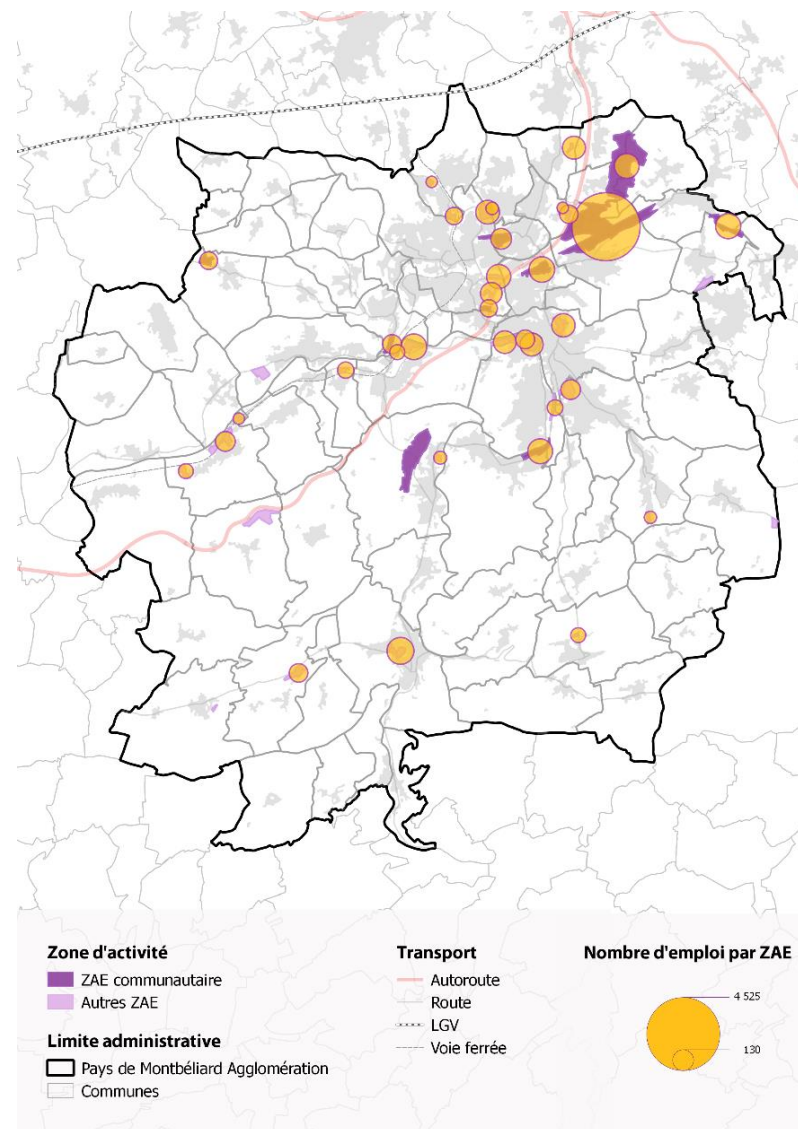 Zone d'activité
ZAE communautaire
Autres ZAE
Limite administrative
Pays de Montbéliard Agglomération
Communes
Transport
Autoroute
Route
LGV
Voie ferrée
Nombre d'emploi par ZAE
4 525
130